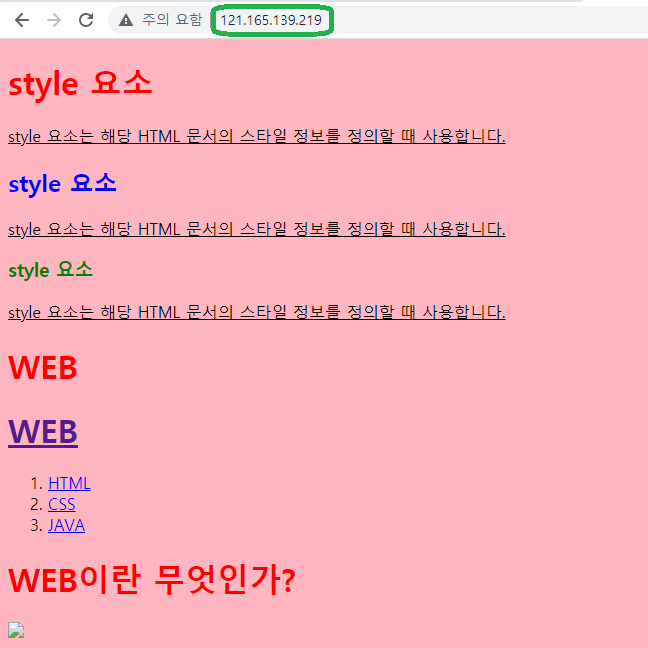 주의 요함 121.165.139.219
style 요소
style 요소는 해당 HTML 문서의 스타일 정보를 정의할 때 사용합니다.
style 요소
style 요소는 해당 HTML 문서의 스타일 정보를 정의할 때 사용합니다.
style 요소
style 요소는 해당 HTML 문서의 스타일 정보를 정의할 때 사용합니다.
WEB
WEB
1. HTML
2. CSS
3. JAVA
WEB이란 무엇인가?